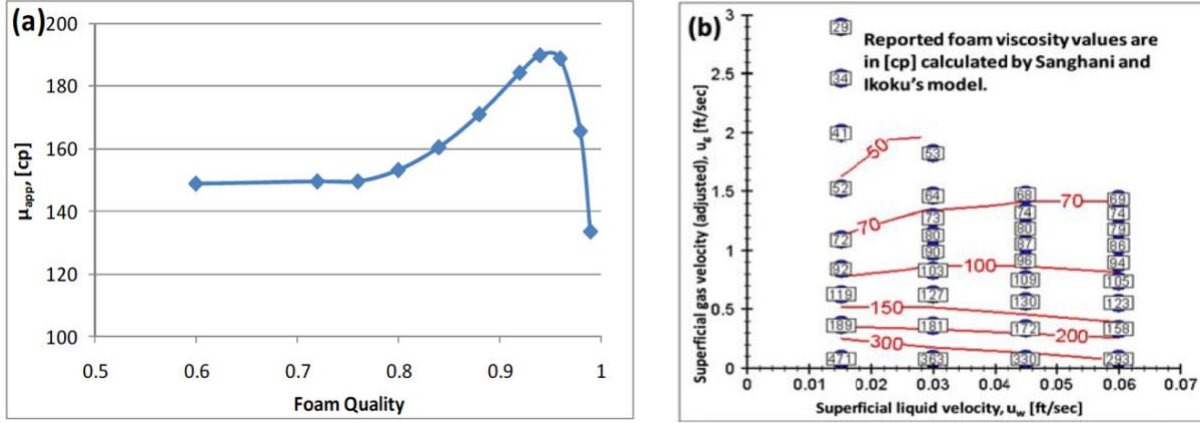 (a)
200
180
160
140
120
100
μapp, [cp]
0.5 0.6 0.7 0.8 0.9 1
Foam Quality
(b)
Reported foam viscosity values are
in [cp] calculated by Sanghani and
Ikoku's model.
Superficial gas velocity (adjusted), ug [ft/sec]
3
2.5
2
1.5
1
0.5
0
29
34
41
50
53
52
64 68 69
70
73 74 74
70
72 80 80 79
90 87 86
92 103 100 96 94
109 105
119 127 130 123
150
189 181 172 158
200
300
471 363 330 293
0 0.01 0.02 0.03 0.04 0.05 0.06 0.07
Superficial liquid velocity, uw [ft/sec]